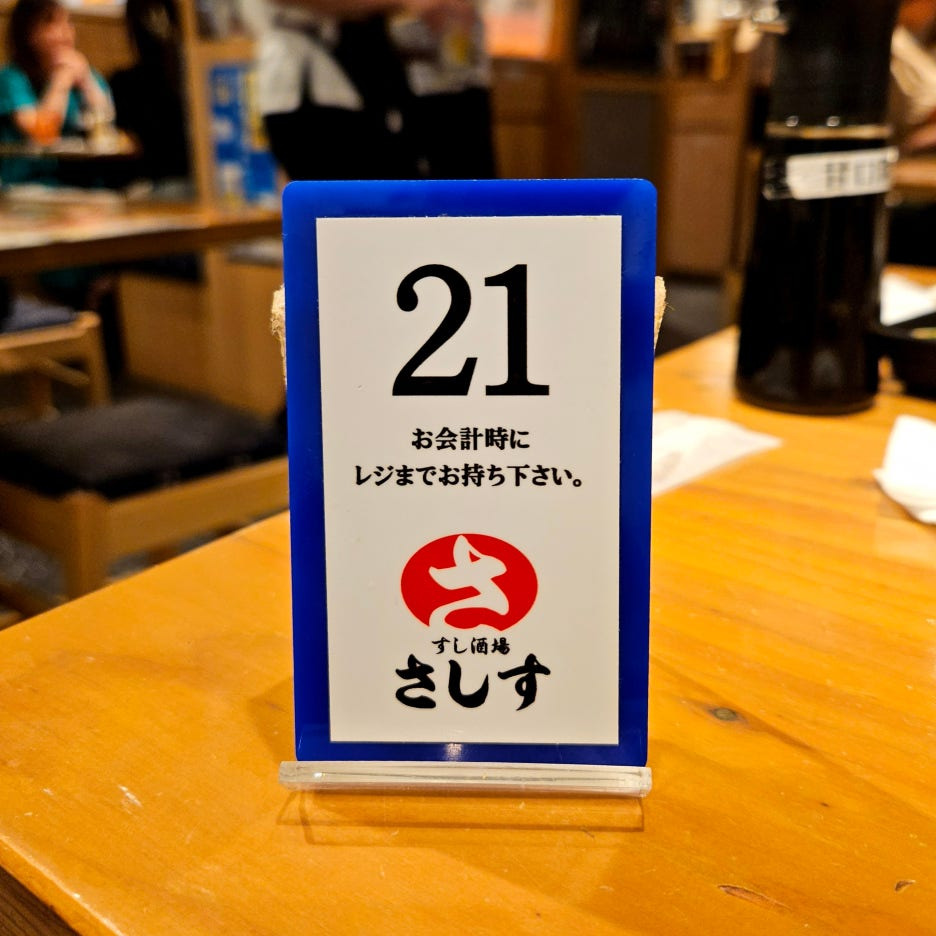 21
お会計時に
レジまでお持ち下さい。
さ
すし酒場
さしす